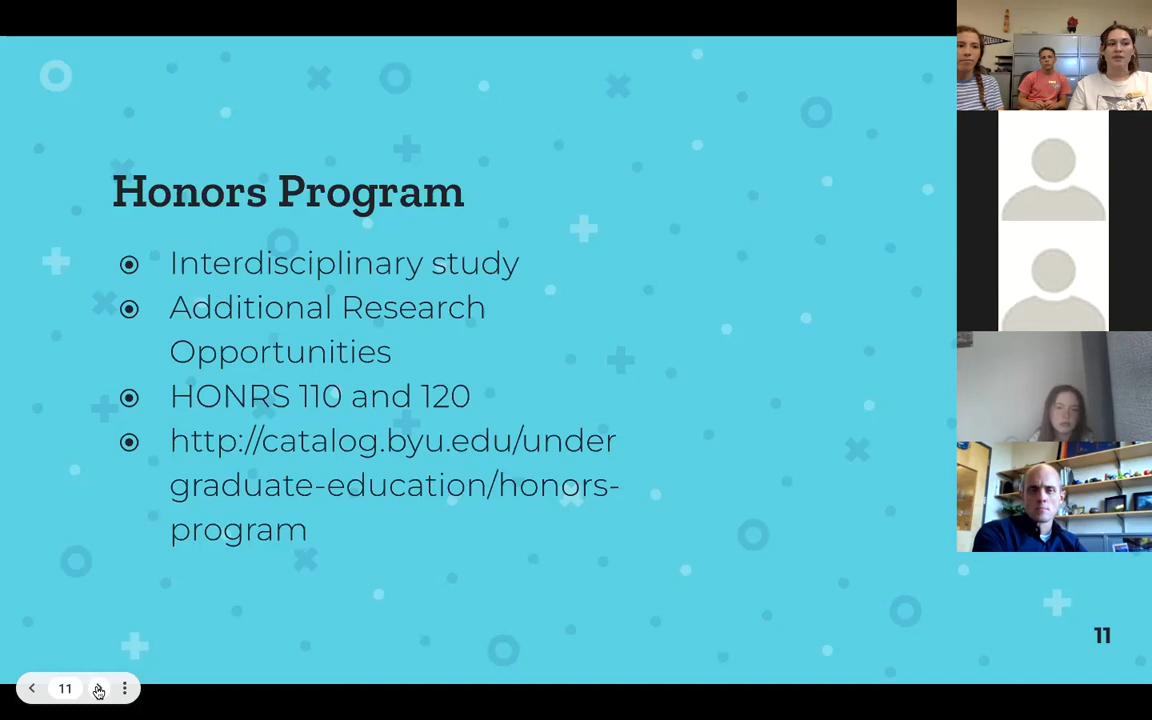 Honors Program
Interdisciplinary study
Additional Research
Opportunities
HONRS 110 and 120
http://catalog.byu.edu/under
graduate-education/honors-
program
11
11